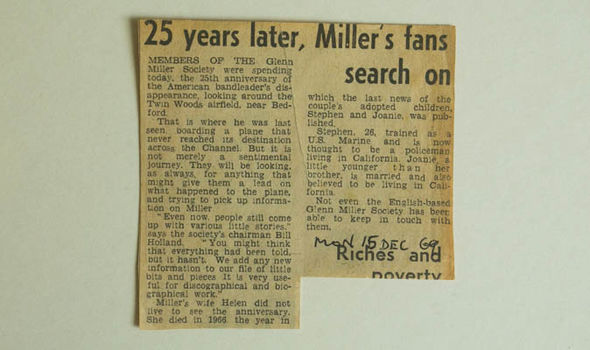 25 years later, Miller's fans
search on
MEMBERS OF THE Glenn
Miller Society were spending
today, the 25th anniversary of
the American bandleader's dis-
appearance, looking around the
Twin Woods airfield, near Bed-
ford.
That is where he was last
seen, boarding a plane that
never reached its destination
across the Channel. But it is
not merely a sentimental
journey. They will be looking,
as always, for anything that
might give them a lead on
what happened to the plane,
and trying to pick up informa-
tion on Miller
"Even now, people still come
up with various little stories,"
says the society's chairman Bill
Holland. "You might think
that everything had been told,
but it hasn't. We add any new
information to our file of little
bits and pieces It is very use-
ful for discographical and bio-
graphical work."
Miller's wife Helen did not
live to see the anniversary.
She died in 1966, the year in
which the last news of the
couple's adopted children,
Stephen and Joanie, was pub-
lished.
Stephen, 26, trained as a
U.S. Marine and is now
thought to be a policeman
living in California. Joanie, a
little younger than her
brother, is married and also
believed to be living in Cali-
fornia.
Not even the English-based
Glenn Miller Society has been
able to keep in touch with
them.
MON 15 DEC 69
Riches and
poverty